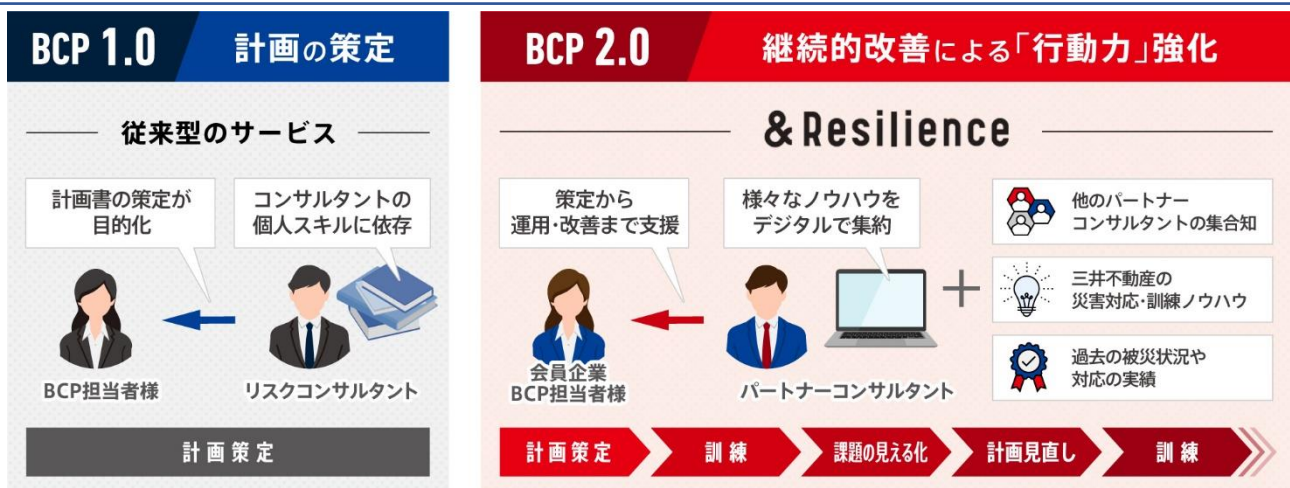 BCP 1.0 計画の策定
従来型のサービス
計画書の策定が
目的化
コンサルタントの
個人スキルに依存
BCP担当者様
リスクコンサルタント
計画策定
BCP 2.0 継続的改善による「行動力」強化
&Resilience
策定から
運用・改善まで支援
様々なノウハウを
デジタルで集約
会員企業
BCP担当者様
パートナーコンサルタント
+
他のパートナー
コンサルタントの集合知
三井不動産の
災害対応・訓練ノウハウ
過去の被災状況や
対応の実績
計画策定 訓練 課題の見える化 計画見直し 訓練